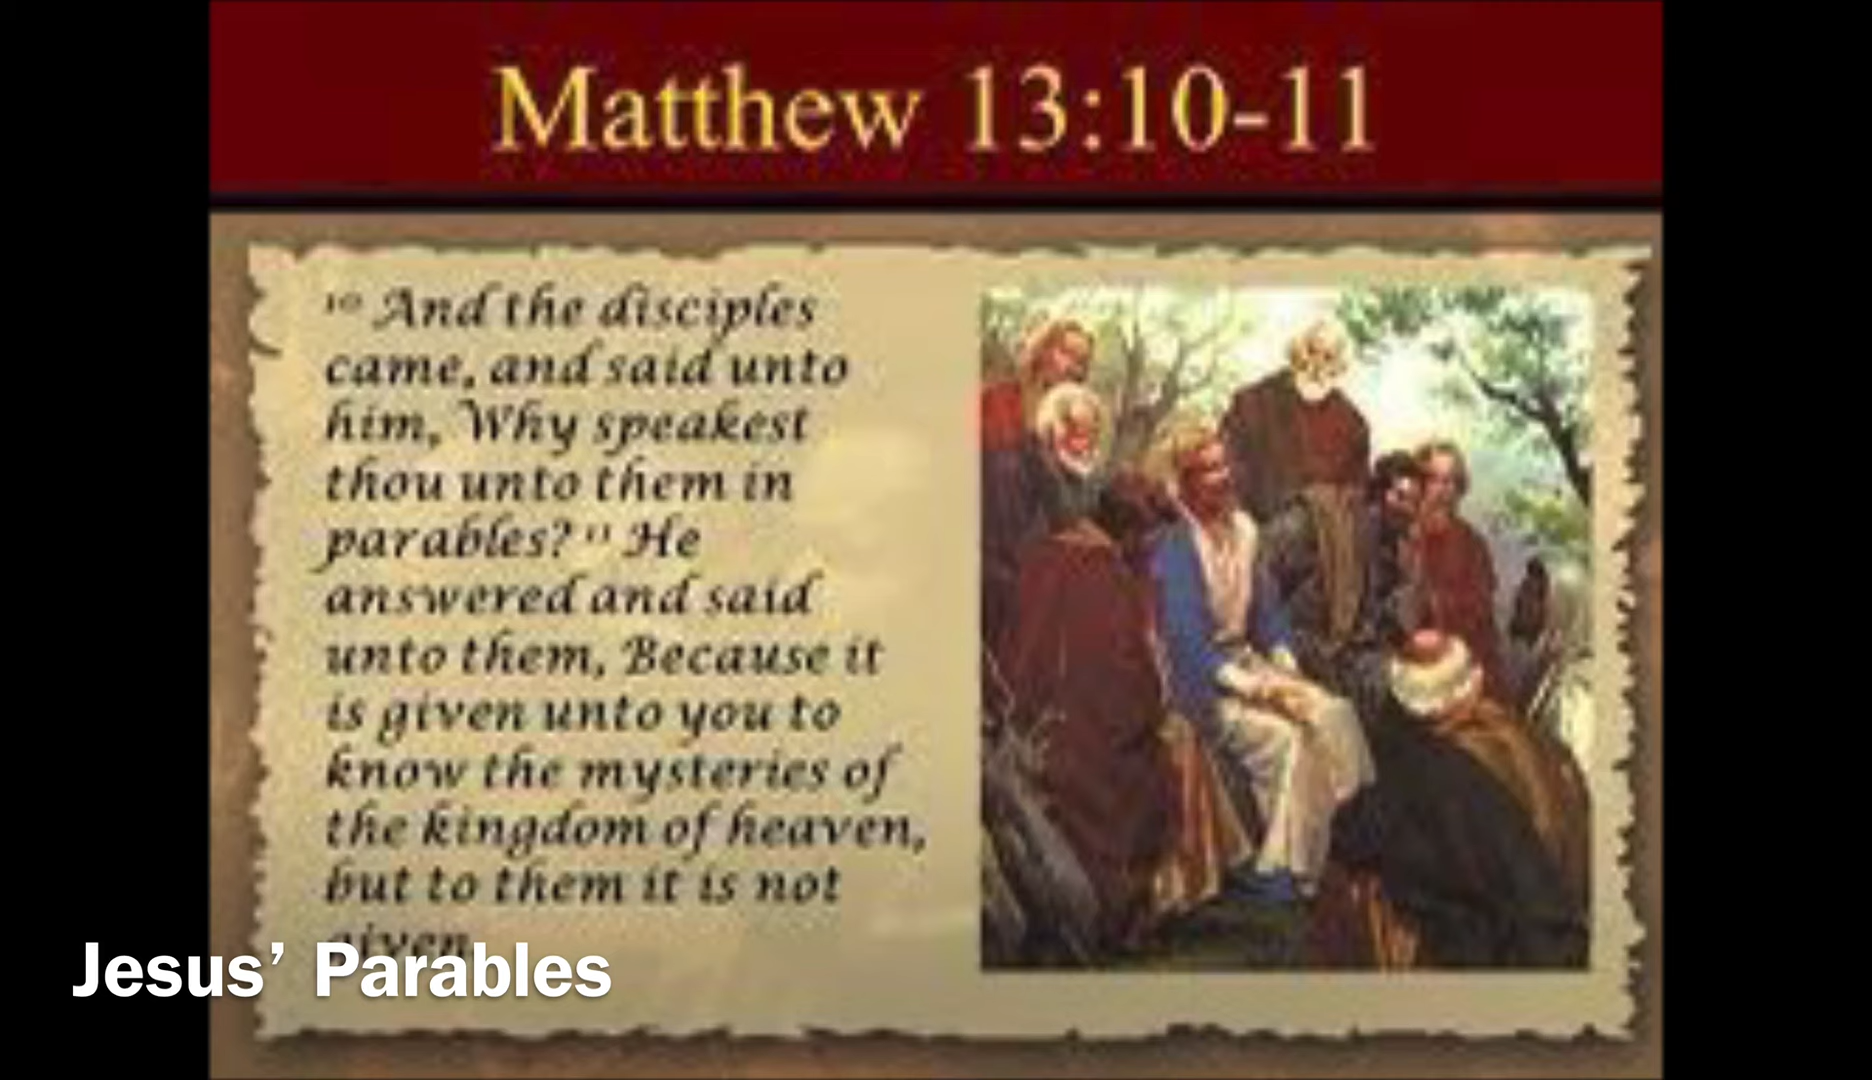 Matthew 13:10-11
10 And the disciples
came, and said unto
him, Why speakest
thou unto them in
parables? 11 He
answered and said
unto them, Because it
is given unto you to
know the mysteries of
the kingdom of heaven,
but to them it is not
given.
Jesus’ Parables